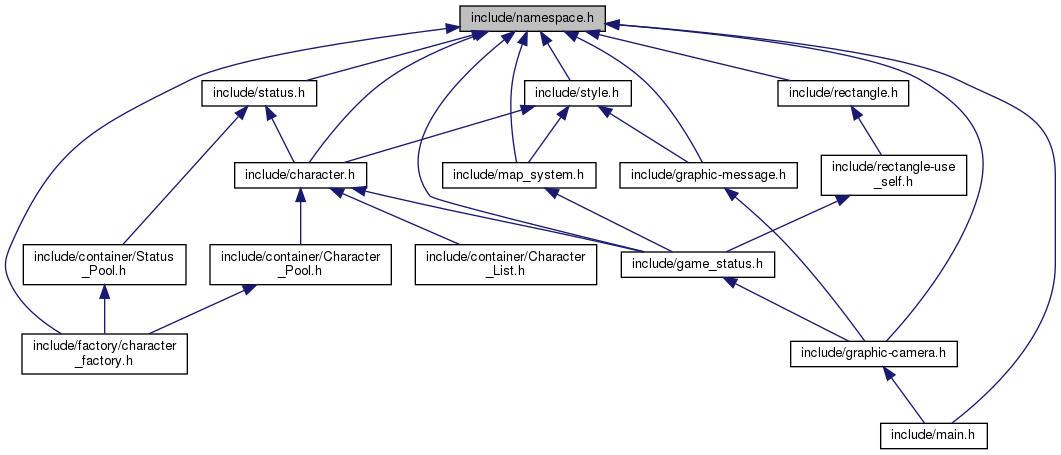 include/namespace.h
include/status.h
include/style.h
include/rectangle.h
include/character.h
include/map_system.h
include/graphic-message.h
include/rectangle-use
_self.h
include/container/Status
_Pool.h
include/container/Character
_Pool.h
include/container/Character
_List.h
include/game_status.h
include/factory/character
_factory.h
include/graphic-camera.h
include/main.h